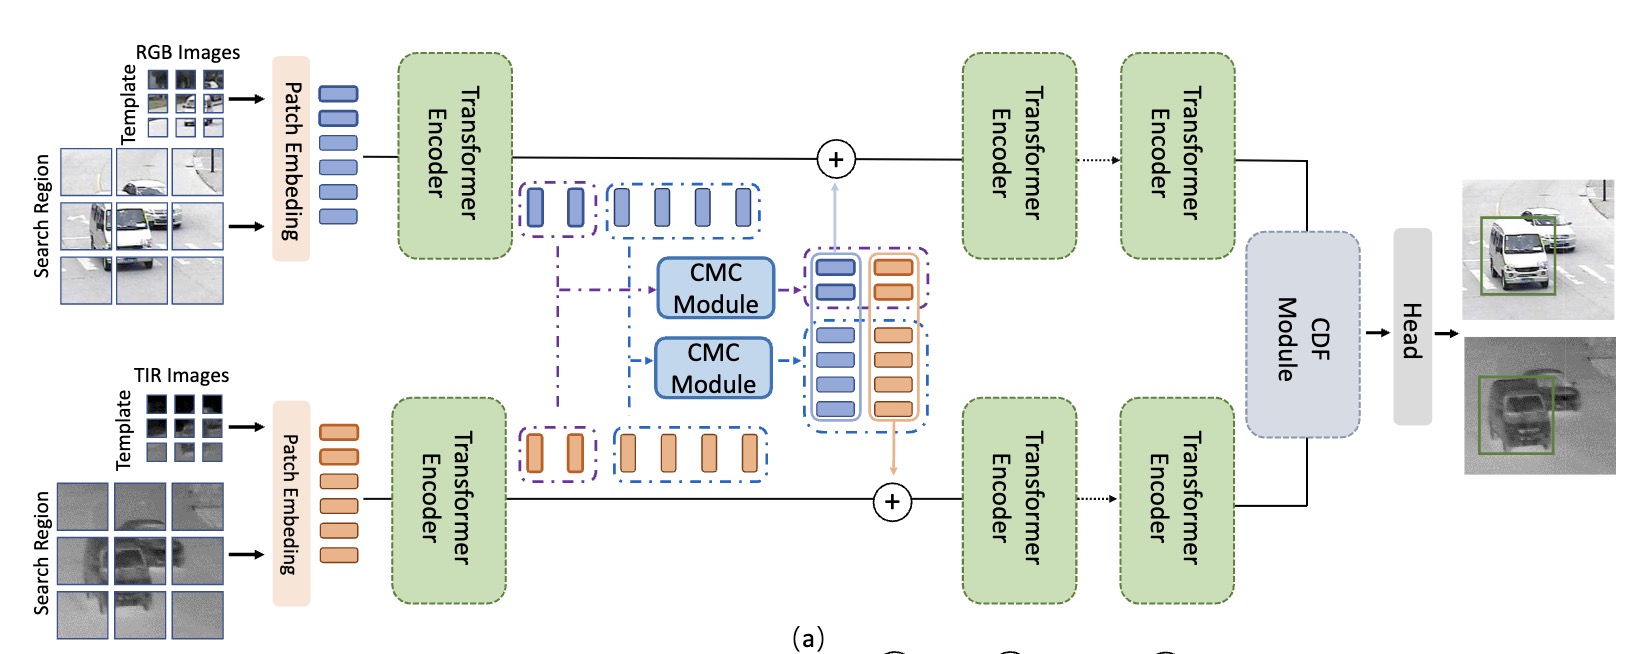 RGB Images
Template
Search Region
Patch Embeding
Transformer
Encoder
CMC
Module
CMC
Module
+
Transformer
Encoder
Transformer
Encoder
TIR Images
Template
Search Region
Patch Embeding
Transformer
Encoder
+
Transformer
Encoder
Transformer
Encoder
CDF
Module
Head
(a)